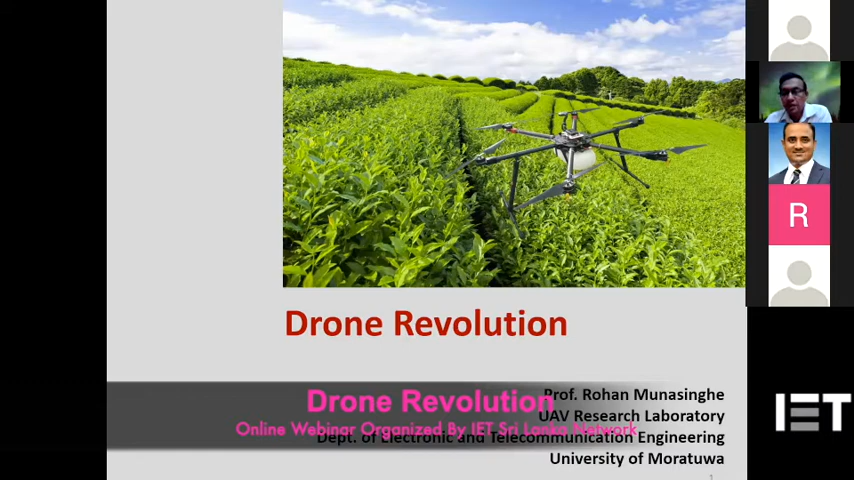 R
Drone Revolution
Prof. Rohan Munasinghe
Drone Revolution
UAV Research Laboratory
Online Webinar Organized By IET Sri Lanka Network
Dept. of Electronic and Telecommunication Engineering
University of Moratuwa
1
IET